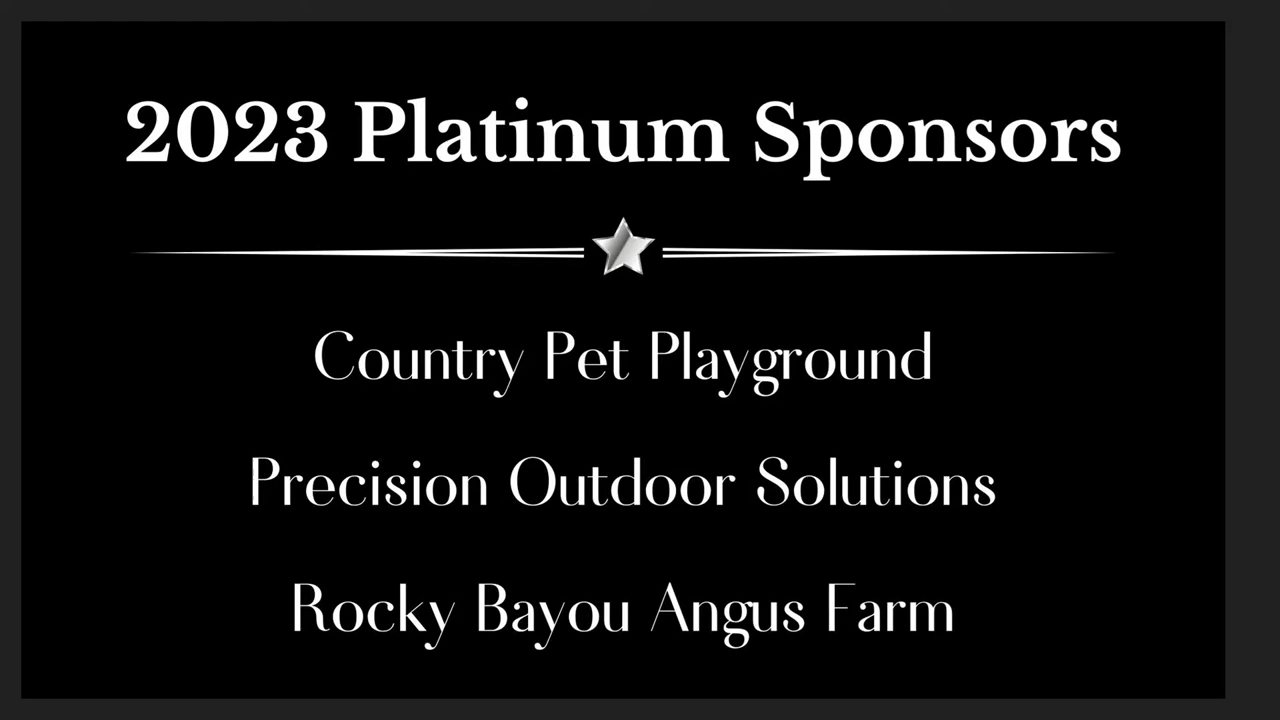 2023 Platinum Sponsors
Country Pet Playground
Precision Outdoor Solutions
Rocky Bayou Angus Farm